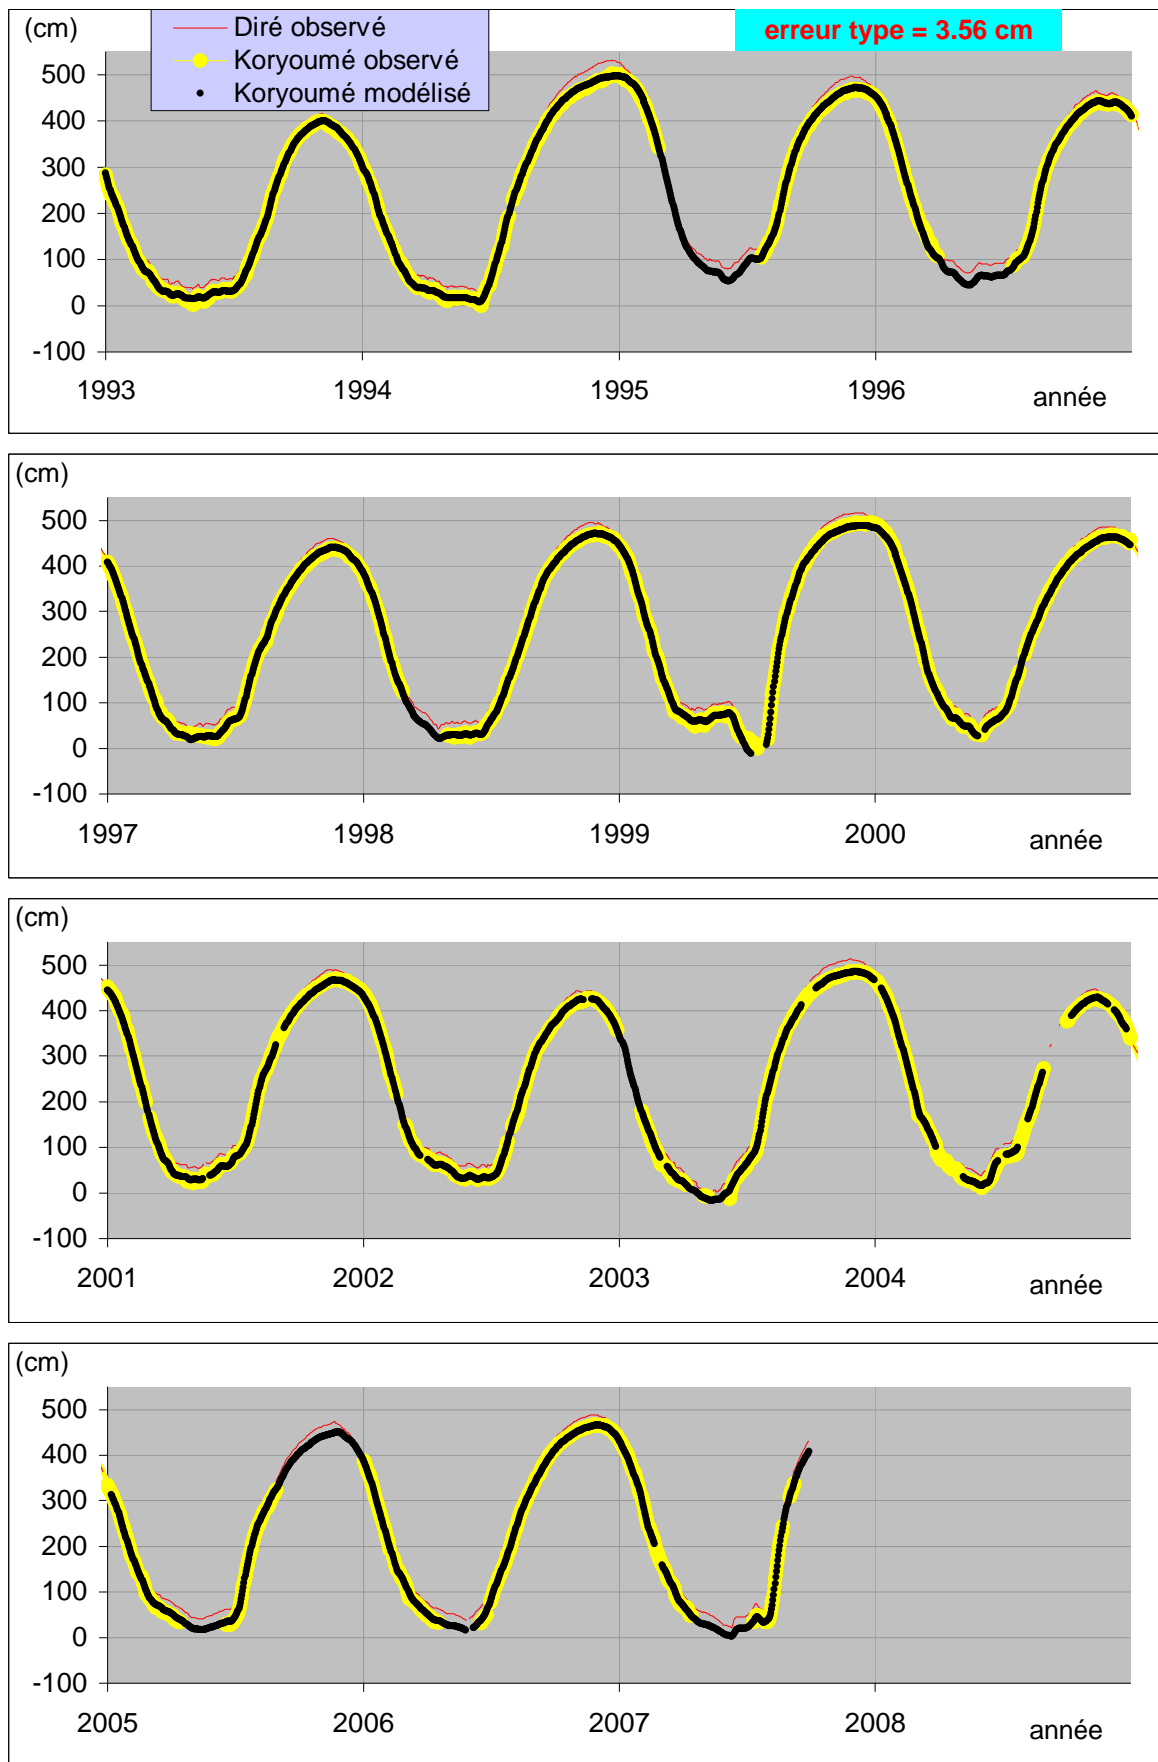 (cm)
Diré observé
Koryoumé observé
Koryoumé modélisé
erreur type = 3.56 cm
500
400
300
200
100
0
-100
1993 1994 1995 1996
année
(cm)
500
400
300
200
100
0
-100
1997 1998 1999 2000
année
(cm)
500
400
300
200
100
0
-100
2001 2002 2003 2004
année
(cm)
500
400
300
200
100
0
-100
2005 2006 2007 2008
année